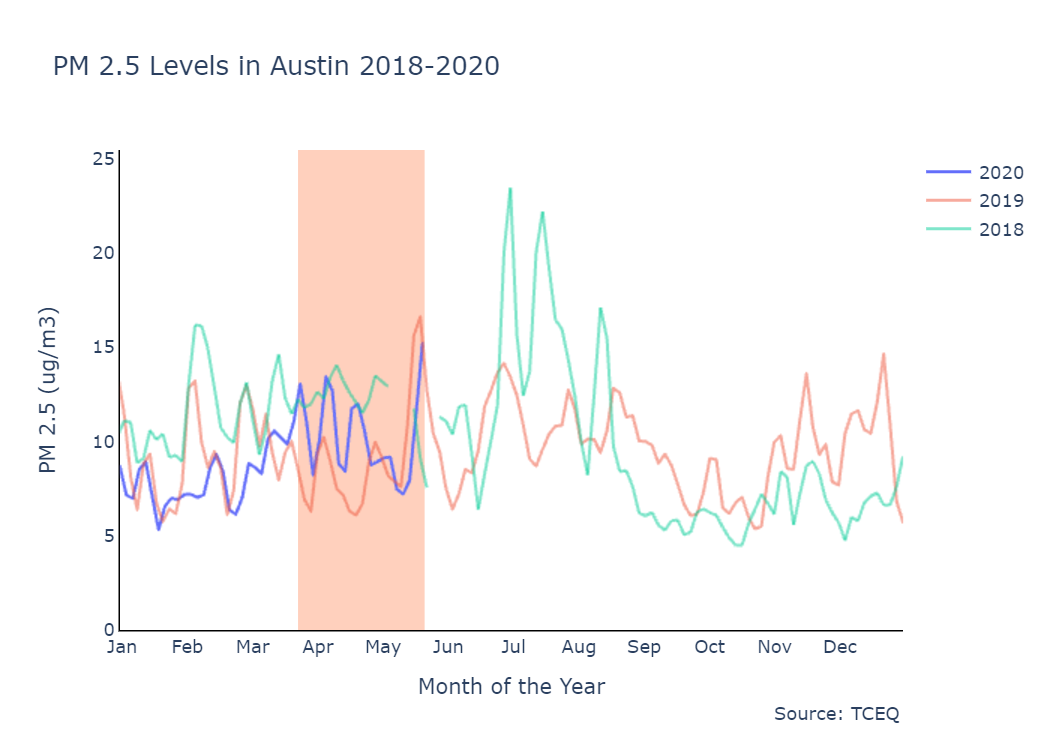 PM 2.5 Levels in Austin 2018-2020
2020
2019
2018
PM 2.5 (ug/m3)
25
20
15
10
5
0
Jan Feb Mar Apr May Jun Jul Aug Sep Oct Nov Dec
Month of the Year
Source: TCEQ